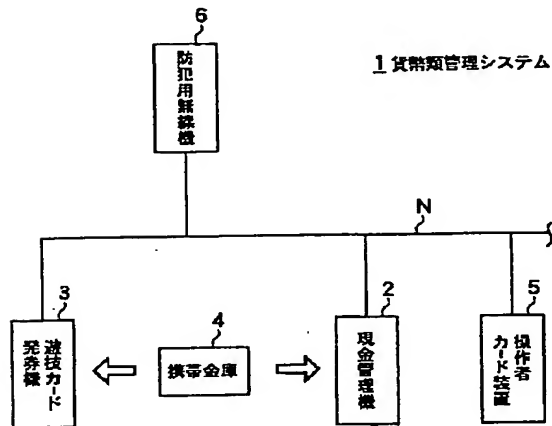 6
防犯用無線機
1 貨幣類管理システム
N
3
遊技カード
発券機
4
携帯金庫
2
現金管理機
5
操作者
カード装置